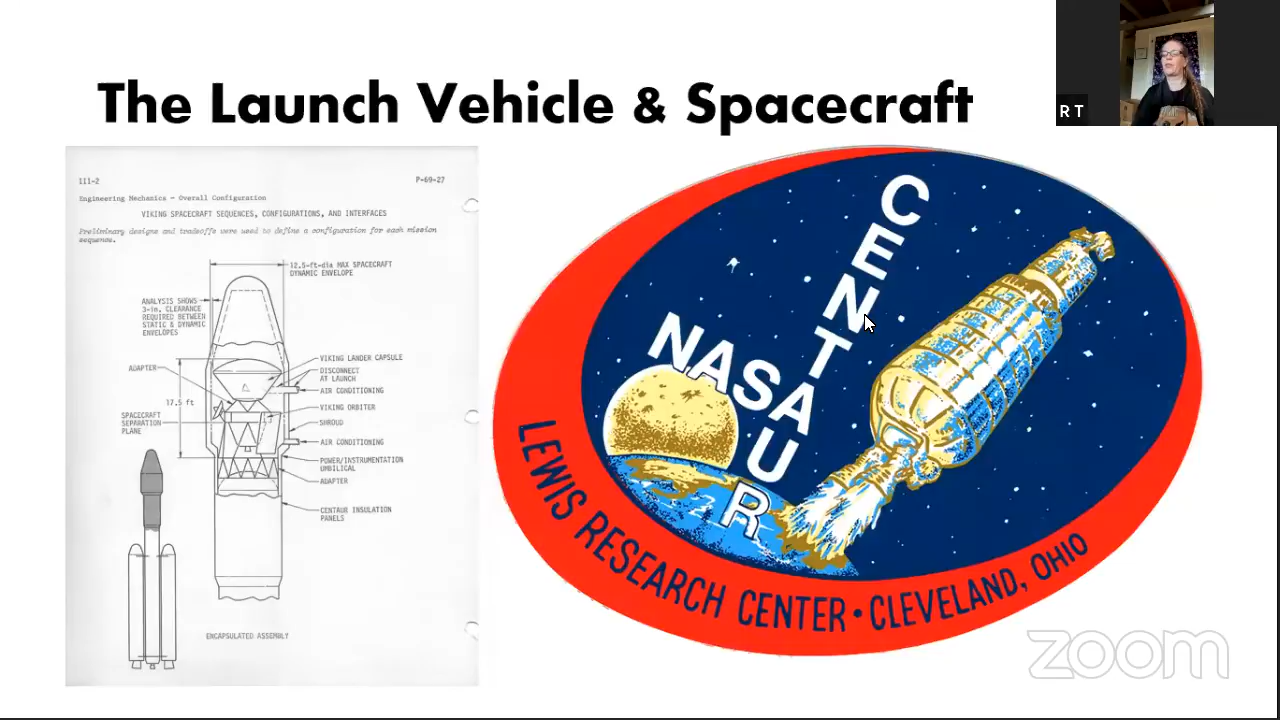 The Launch Vehicle & Spacecraft
R T
111-2
P-69-27
Engineering Mechanics - Overall Configuration
VIKING SPACECRAFT SEQUENCES, CONFIGURATIONS, AND INTERFACES
Preliminary designs and tradeoffs were used to define a configuration for each mission
sequence.
12.5-ft-dia MAX SPACECRAFT
DYNAMIC ENVELOPE
ANALYSIS SHOWS
3-in. CLEARANCE
REQUIRED BETWEEN
STATIC & DYNAMIC
ENVELOPES
VIKING LANDER CAPSULE
ADAPTER
DISCONNECT
AT LAUNCH
AIR CONDITIONING
17.5 ft
VIKING ORBITER
SPACECRAFT
SEPARATION
PLANE
SHROUD
AIR CONDITIONING
POWER/INSTRUMENTATION
UMBILICAL
ADAPTER
CENTAUR INSULATION
PANELS
ENCAPSULATED ASSEMBLY
NASA
CENTAUR
LEWIS RESEARCH CENTER • CLEVELAND, OHIO
zoom